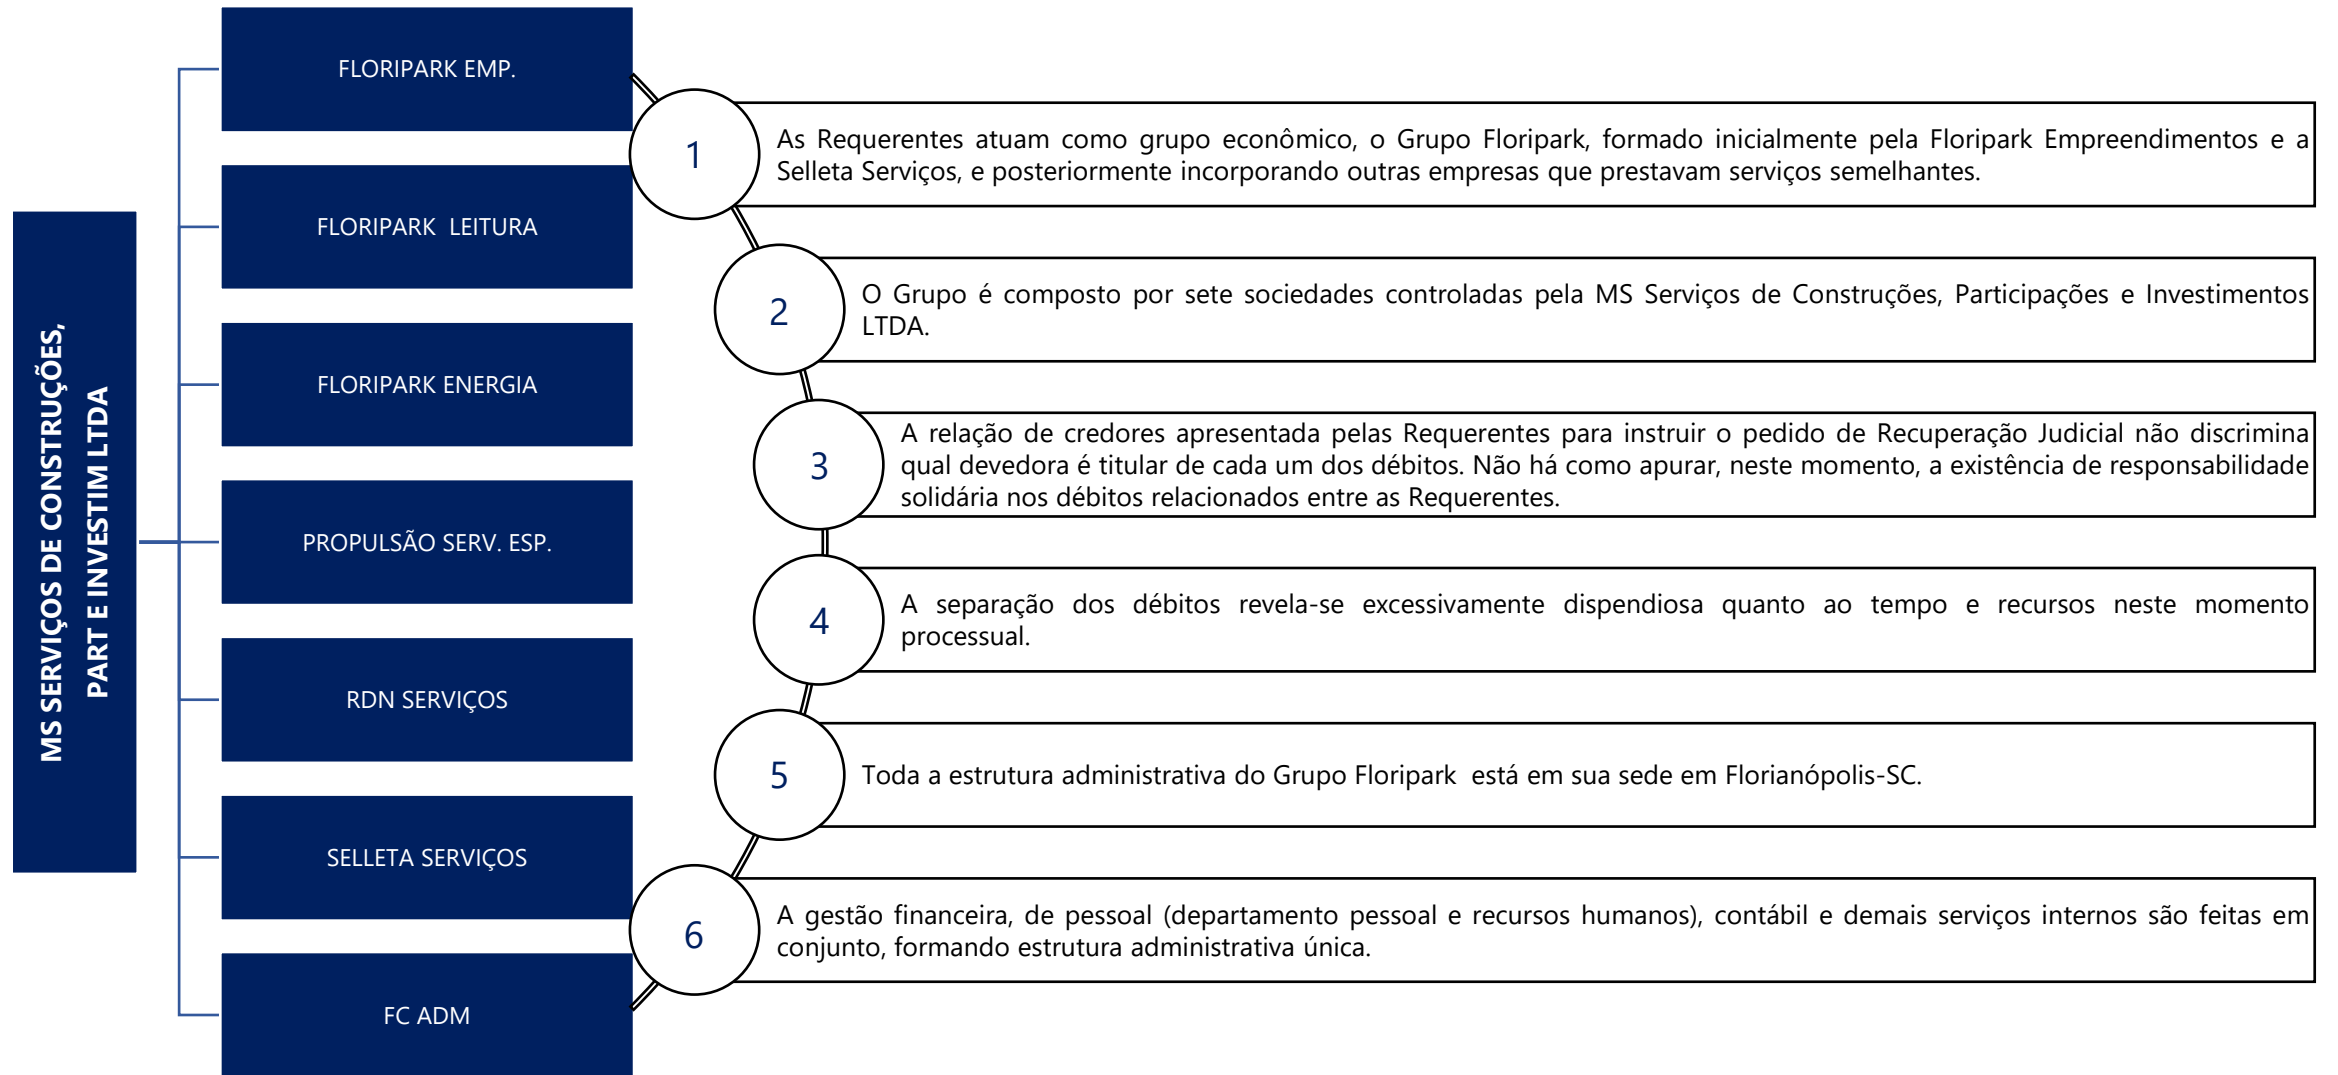 MS SERVIÇOS DE CONSTRUÇÕES,
PART E INVESTIM LTDA
FLORIPARK EMP.
FLORIPARK  LEITURA
FLORIPARK ENERGIA
PROPULSÃO SERV. ESP.
RDN SERVIÇOS
SELLETA SERVIÇOS
FC ADM
1
As Requerentes atuam como grupo econômico, o Grupo Floripark, formado inicialmente pela Floripark Empreendimentos e a
Selleta Serviços, e posteriormente incorporando outras empresas que prestavam serviços semelhantes.
2
O Grupo é composto por sete sociedades controladas pela MS Serviços de Construções, Participações e Investimentos
LTDA.
3
A relação de credores apresentada pelas Requerentes para instruir o pedido de Recuperação Judicial não discrimina
qual devedora é titular de cada um dos débitos. Não há como apurar, neste momento, a existência de responsabilidade
solidária nos débitos relacionados entre as Requerentes.
4
A separação dos débitos revela-se excessivamente dispendiosa quanto ao tempo e recursos neste momento
processual.
5
Toda a estrutura administrativa do Grupo Floripark  está em sua sede em Florianópolis-SC.
6
A gestão financeira, de pessoal (departamento pessoal e recursos humanos), contábil e demais serviços internos são feitas em
conjunto, formando estrutura administrativa única.